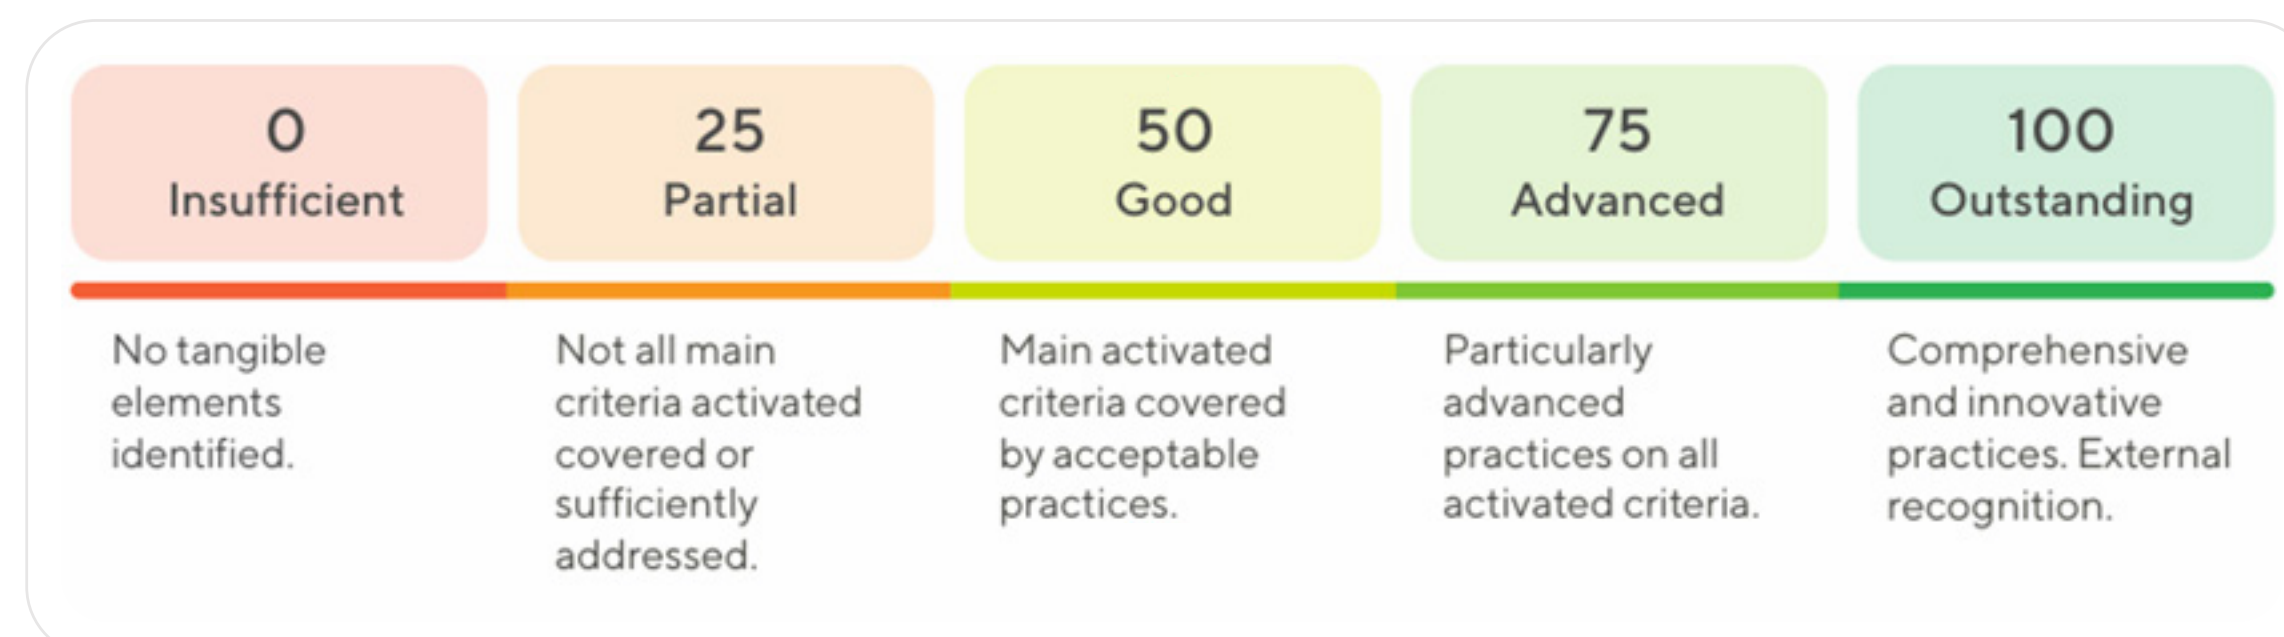 0
Insufficient
25
Partial
50
Good
75
Advanced
100
Outstanding
No tangible
elements
identified.
Not all main
criteria activated
covered or
sufficiently
addressed.
Main activated
criteria covered
by acceptable
practices.
Particularly
advanced
practices on all
activated criteria.
Comprehensive
and innovative
practices. External
recognition.